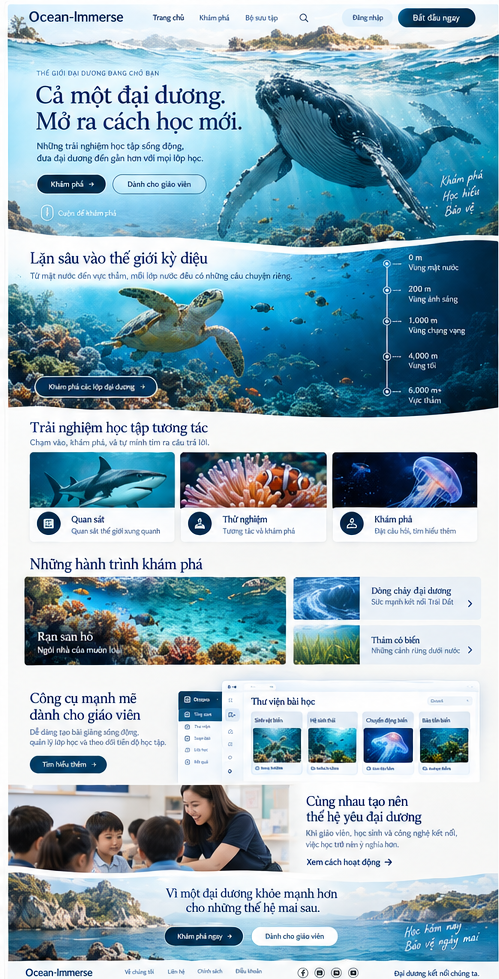 Ocean-Immerse
Trang chủ
Khám phá
Bộ sưu tập
Đăng nhập
Bắt đầu ngay
THẾ GIỚI ĐẠI DƯƠNG ĐANG CHỜ BẠN
Cả một đại dương.
Mở ra cách học mới.
Những trải nghiệm học tập sống động,
đưa đại dương đến gần hơn với mọi lớp học.
Khám phá →
Dành cho giáo viên
Cuộn để khám phá
Khám phá
Học hiểu
Bảo vệ
Lặn sâu vào thế giới kỳ diệu
Từ mặt nước đến vực thẳm, mỗi lớp nước đều có những câu chuyện riêng.
0 m
Vùng mặt nước
200 m
Vùng ánh sáng
1,000 m
Vùng chạng vạng
4,000 m
Vùng tối
6,000 m+
Vực thẳm
Khám phá các lớp đại dương →
Trải nghiệm học tập tương tác
Chạm vào, khám phá, và tự mình tìm ra câu trả lời.
Quan sát
Quan sát thế giới xung quanh
Thử nghiệm
Tương tác và khám phá
Khám phá
Đặt câu hỏi, tìm hiểu thêm
Những hành trình khám phá
Rạn san hô
Ngôi nhà của muôn loài
Dòng chảy đại dương
Sức mạnh kết nối Trái Đất
Thảm cỏ biển
Những cánh rừng dưới nước
Công cụ mạnh mẽ
dành cho giáo viên
Dễ dàng tạo bài giảng sống động,
quản lý lớp học và theo dõi tiến độ học tập.
Tìm hiểu thêm →
Thư viện bài học
Sinh vật biển
Hệ sinh thái
Chuyển động biển
Bảo tồn biển
Cùng nhau tạo nên
thế hệ yêu đại dương
Khi giáo viên, học sinh và công nghệ kết nối,
việc học trở nên ý nghĩa hơn.
Xem cách hoạt động →
Vì một đại dương khỏe mạnh hơn
cho những thế hệ mai sau.
Khám phá ngay →
Dành cho giáo viên
Học hôm nay
Bảo vệ ngày mai
Ocean-Immerse
Về chúng tôi
Liên hệ
Chính sách
Điều khoản
Đại dương kết nối chúng ta.